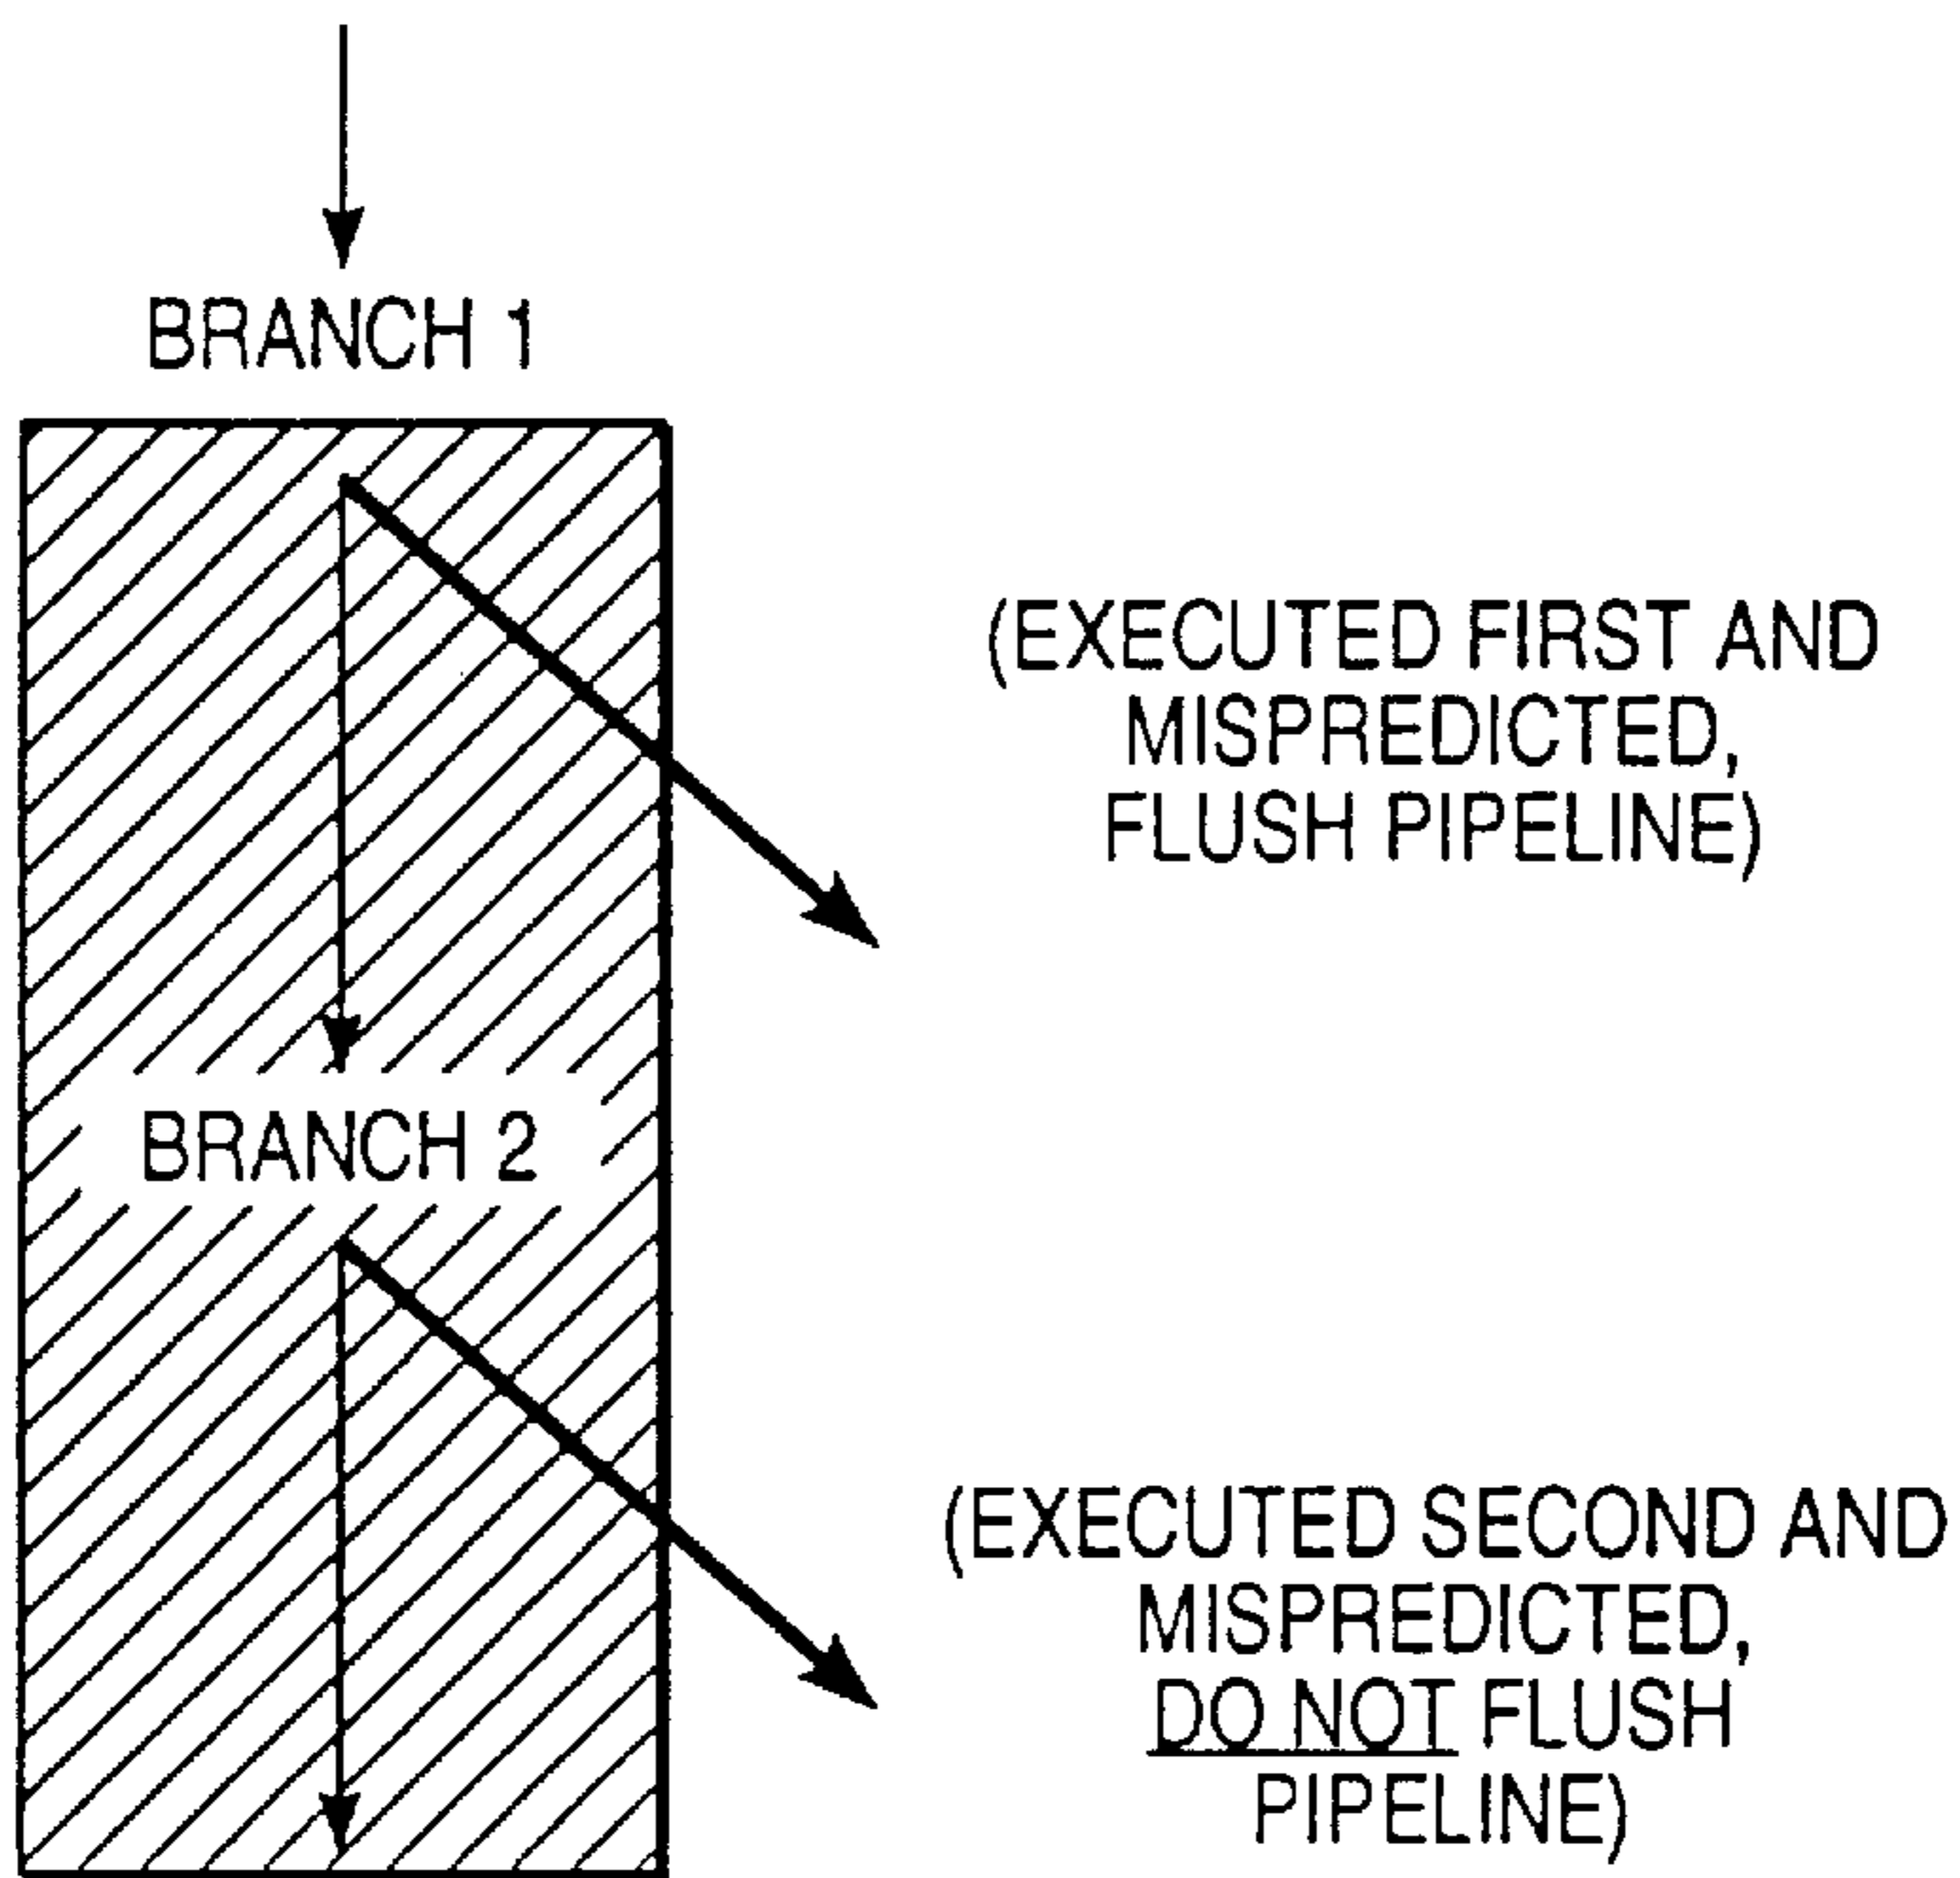 BRANCH 1
(EXECUTED FIRST AND
MISPREDICTED,
FLUSH PIPELINE)
BRANCH 2
(EXECUTED SECOND AND
MISPREDICTED,
DO NOT FLUSH
PIPELINE)